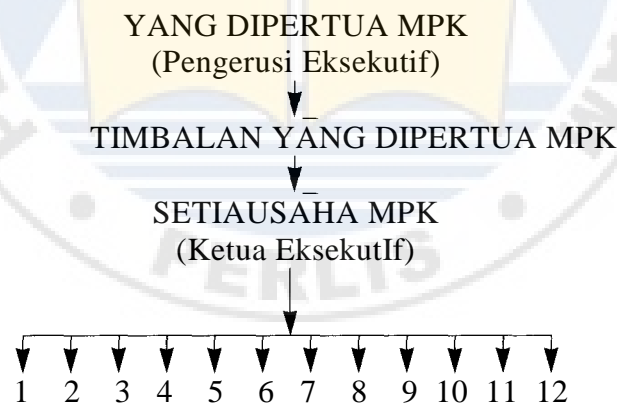 YANG DIPERTUA MPK
(Pengerusi Eksekutif)
TIMBALAN YANG DIPERTUA MPK
SETIAUSAHA MPK
(Ketua EksekutIf)
PERLIS
1 2 3 4 5 6 7 8 9 10 11 12